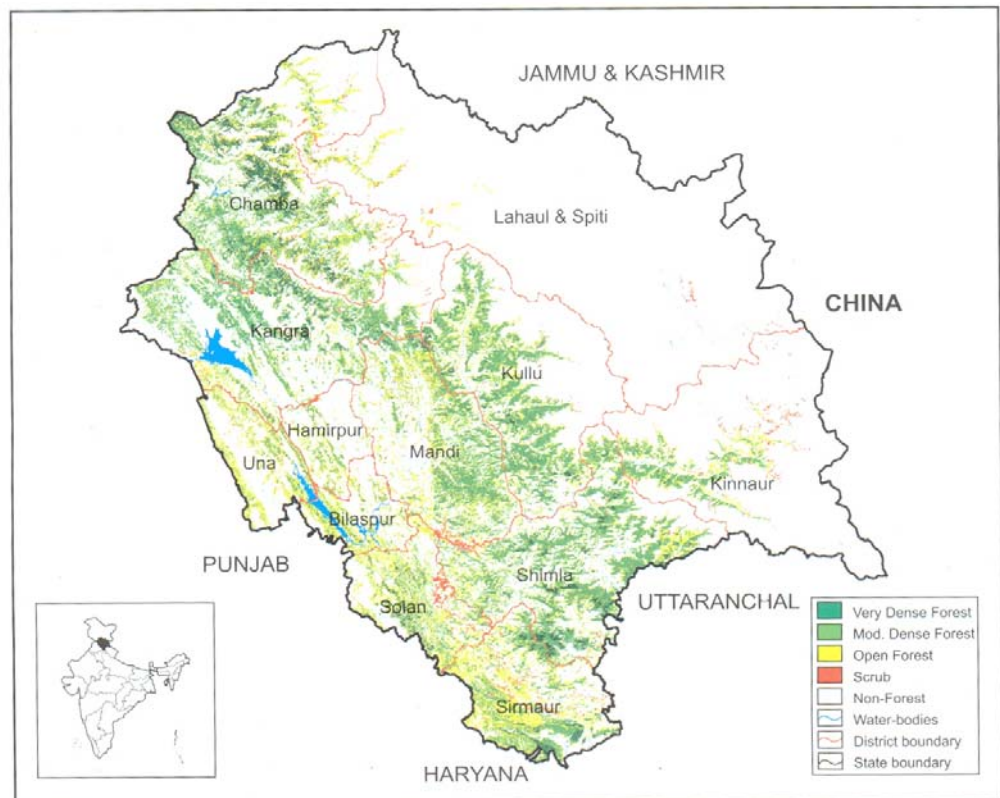 JAMMU & KASHMIR
Chamba
Lahaul & Spiti
CHINA
Kangra
Kullu
Hamirpur
Mandi
Una
Kinnaur
Bilaspur
PUNJAB
Shimla
Solan
UTTARANCHAL
Sirmaur
HARYANA
Very Dense Forest
Mod. Dense Forest
Open Forest
Scrub
Non-Forest
Water-bodies
District boundary
State boundary